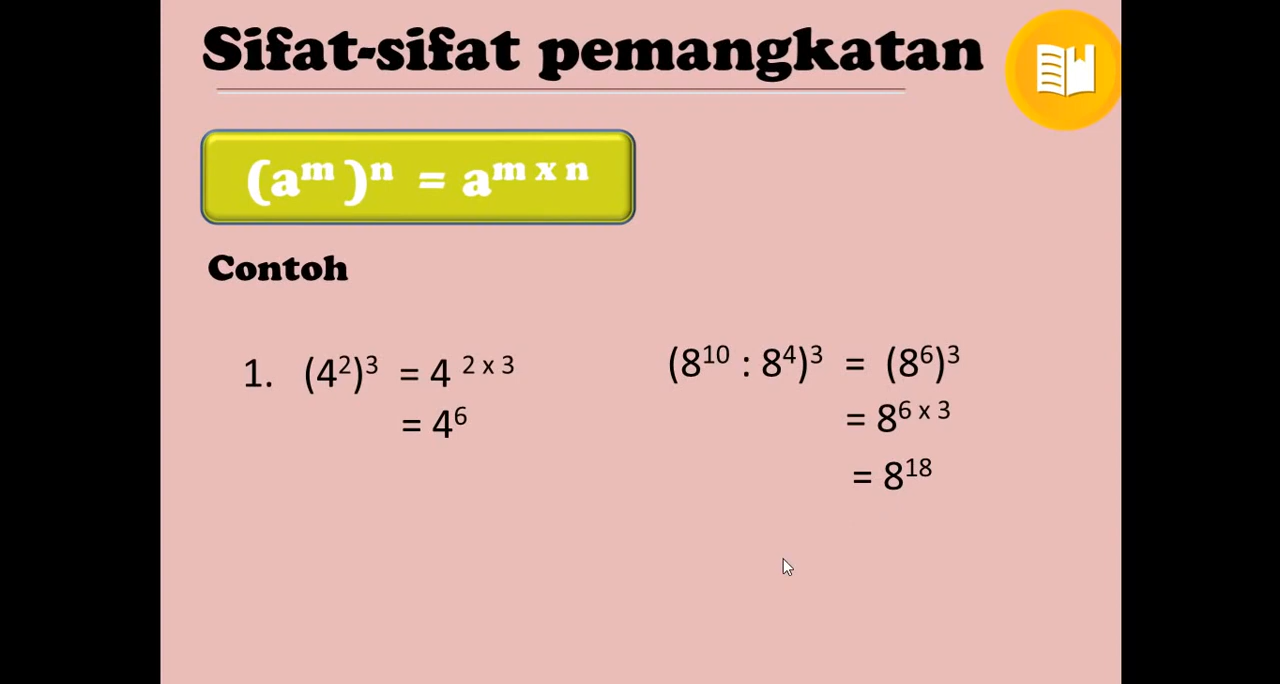 Sifat-sifat pemangkatan
(aᵐ )ⁿ = aᵐ ˣ ⁿ
Contoh
1. (4²)³ = 4 ² ˣ ³
= 4⁶
(8¹⁰ : 8⁴)³ = (8⁶)³
= 8⁶ ˣ ³
= 8¹⁸